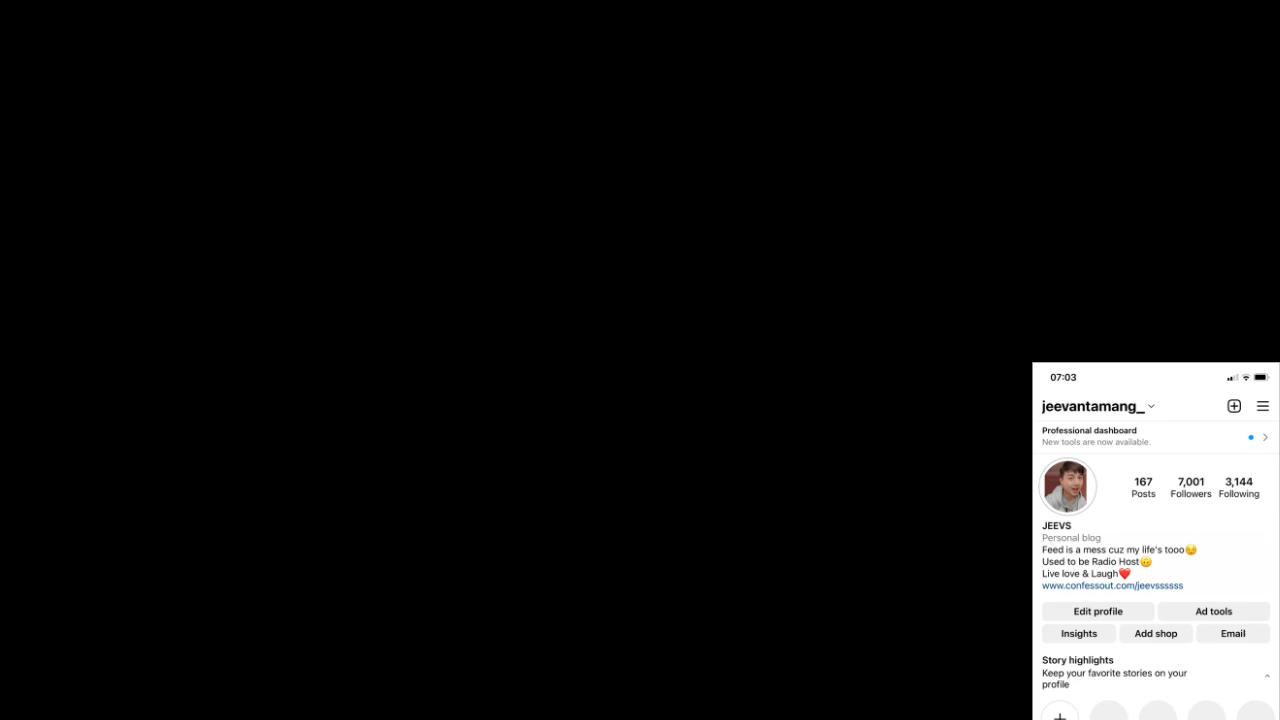 07:03
jeevantamang_
Professional dashboard
New tools are now available.
167 7,001 3,144
Posts Followers Following
JEEVS
Personal blog
Feed is a mess cuz my life's tooo😔
Used to be Radio Host🙃
Live love & Laugh❤️
www.confessout.com/jeevssssss
Edit profile Ad tools
Insights Add shop Email
Story highlights
Keep your favorite stories on your
profile